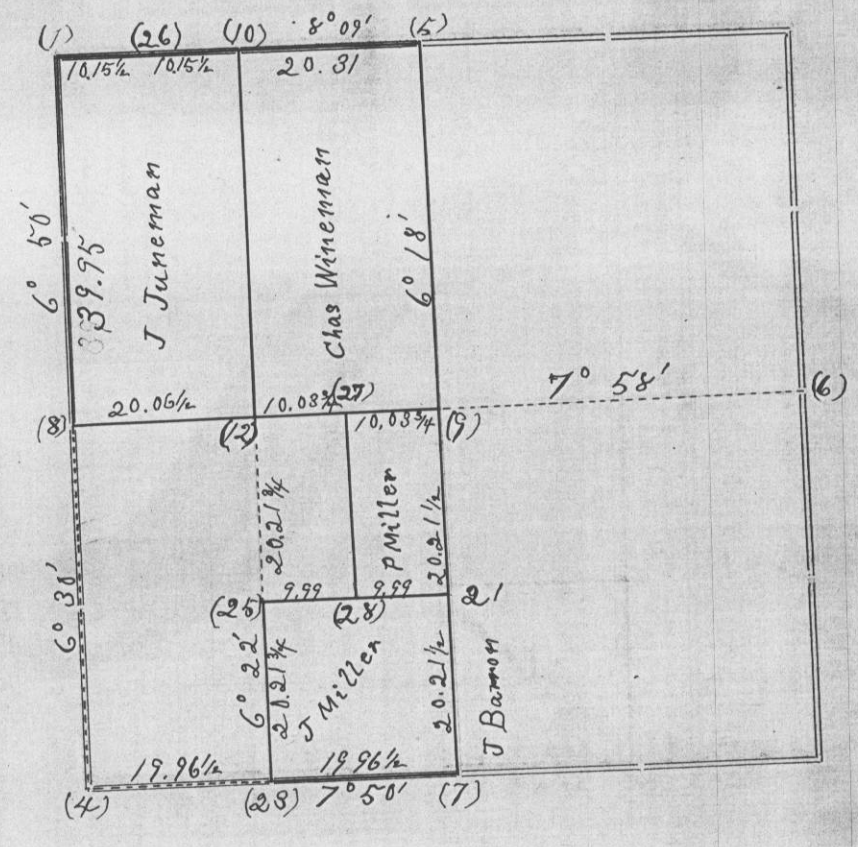 (1) (26) (10) 8° 09' (5)
10.15½ 10.15½ 20.31
6° 50'
39.95
J Juneman
Chas Wineman
6° 18'
7° 58'
(6)
(8) 20.06½ (12) 10.03¾ (27) 10.03¾ (9)
6° 30'
20.21¾
P Miller
20.21½
9.99 9.99
(25) (28) 21
6° 22'
20.21¾
J Miller
20.21½
J Barron
19.96½ 19.96½
(4) (23) 7° 50' (7)